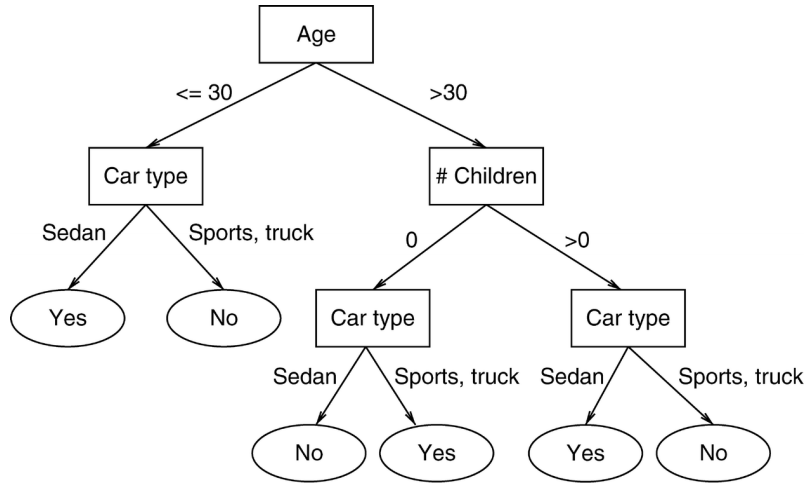 Age
<= 30
>30
Car type
# Children
Sedan
Sports, truck
0
>0
Yes
No
Car type
Car type
Sedan
Sports, truck
Sedan
Sports, truck
No
Yes
Yes
No